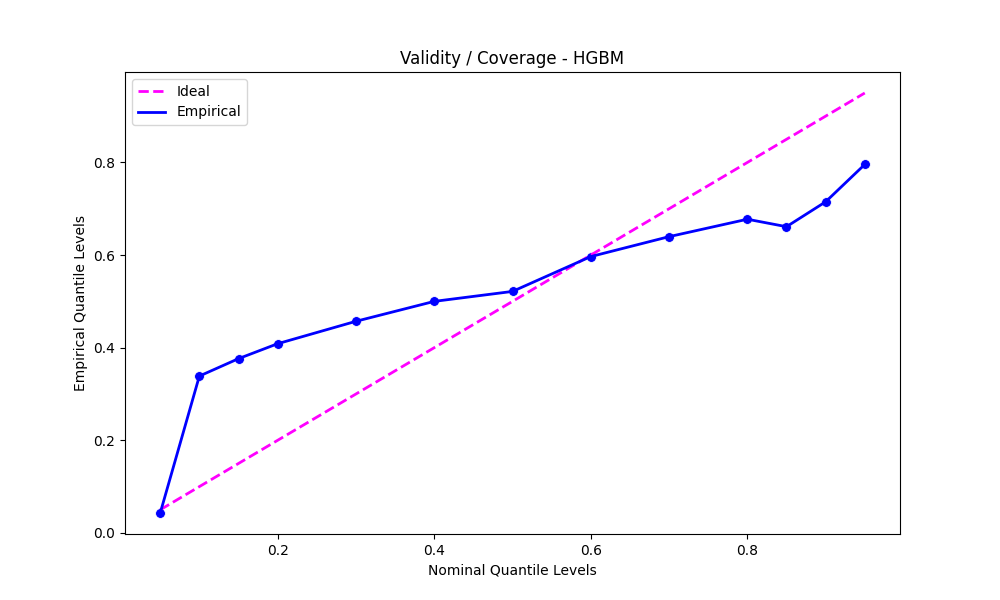 Validity / Coverage - HGBM
Ideal
Empirical
Empirical Quantile Levels
0.8
0.6
0.4
0.2
0.0
0.2
0.4
0.6
0.8
Nominal Quantile Levels